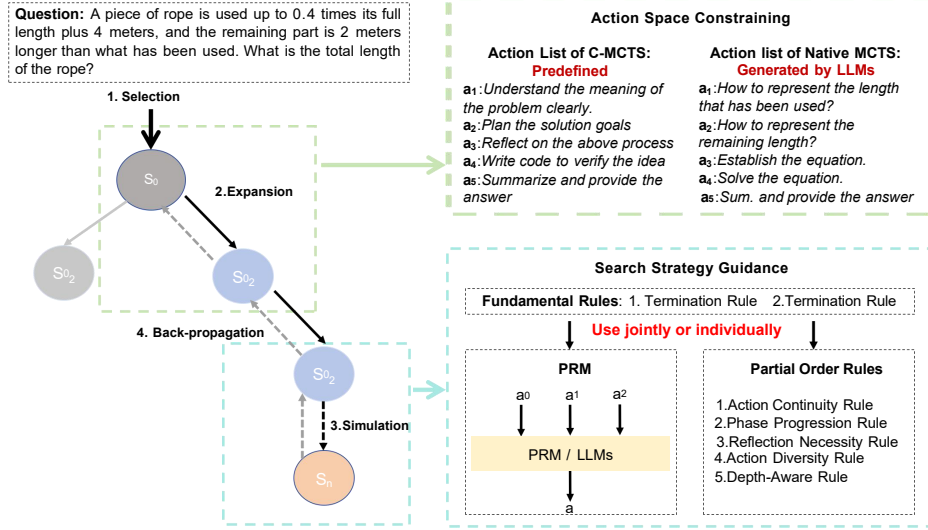 Question: A piece of rope is used up to 0.4 times its full
length plus 4 meters, and the remaining part is 2 meters
longer than what has been used. What is the total length
of the rope?
1. Selection
S0
2.Expansion
S02
S02
4. Back-propagation
S02
3.Simulation
Sn
Action Space Constraining
Action List of C-MCTS:
Predefined
a1:Understand the meaning of
the problem clearly.
a2:Plan the solution goals
a3:Reflect on the above process
a4:Write code to verify the idea
a5:Summarize and provide the
answer
Action list of Native MCTS:
Generated by LLMs
a1:How to represent the length
that has been used?
a2:How to represent the
remaining length?
a3:Establish the equation.
a4:Solve the equation.
a5:Sum. and provide the answer
Search Strategy Guidance
Fundamental Rules: 1. Termination Rule 2.Termination Rule
Use jointly or individually
PRM
a0 a1 a2
PRM / LLMs
a
Partial Order Rules
1.Action Continuity Rule
2.Phase Progression Rule
3.Reflection Necessity Rule
4.Action Diversity Rule
5.Depth-Aware Rule